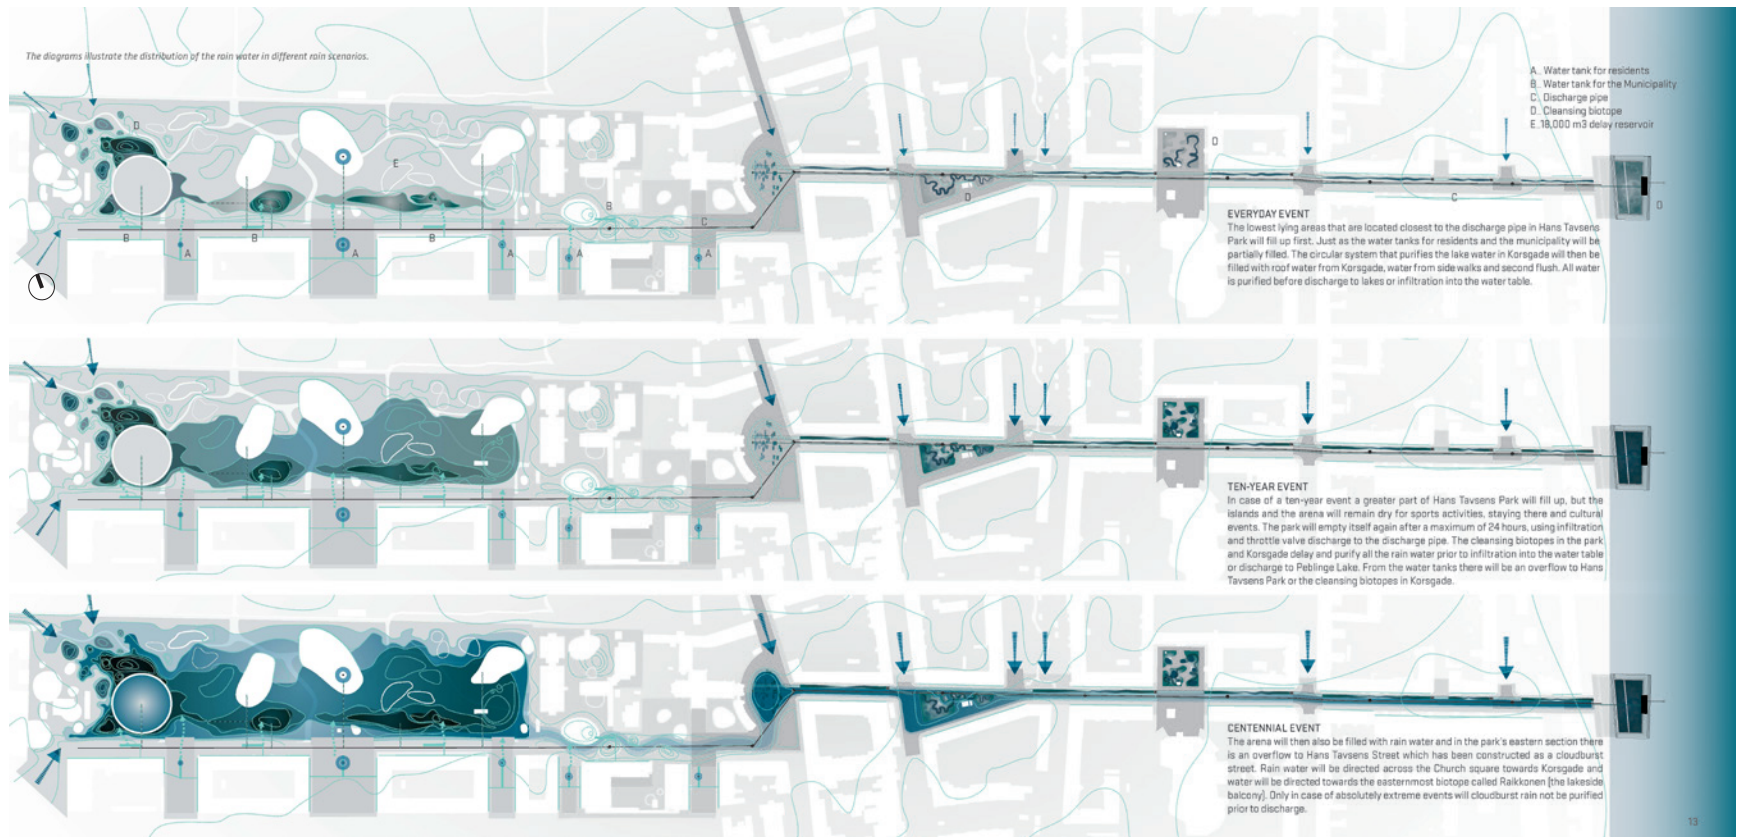 The diagrams illustrate the distribution of the rain water in different rain scenarios.
A.. Water tank for residents
B.. Water tank for the Municipality
C.. Discharge pipe
D.. Cleansing biotope
E..18,000 m3 delay reservoir
D
E
D
B
D
C
C
D
B
B
B
A
A
A
A
A
EVERYDAY EVENT
The lowest lying areas that are located closest to the discharge pipe in Hans Tavsens
Park will fill up first. Just as the water tanks for residents and the municipality will be
partially filled. The circular system that purifies the lake water in Korsgade will then be
filled with roof water from Korsgade, water from side walks and second flush. All water
is purified before discharge to lakes or infiltration into the water table.
TEN-YEAR EVENT
In case of a ten-year event a greater part of Hans Tavsens Park will fill up, but the
islands and the arena will remain dry for sports activities, staying there and cultural
events. The park will empty itself again after a maximum of 24 hours, using infiltration
and throttle valve discharge to the discharge pipe. The cleansing biotopes in the park
and Korsgade delay and purify all the rain water prior to infiltration into the water table
or discharge to Peblinge Lake. From the water tanks there will be an overflow to Hans
Tavsens Park or the cleansing biotopes in Korsgade.
CENTENNIAL EVENT
The arena will then also be filled with rain water and in the park's eastern section there
is an overflow to Hans Tavsens Street which has been constructed as a cloudburst
street. Rain water will be directed across the Church square towards Korsgade and
water will be directed towards the easternmost biotope called Raikkonen (the lakeside
balcony). Only in case of absolutely extreme events will cloudburst rain not be purified
prior to discharge.
13